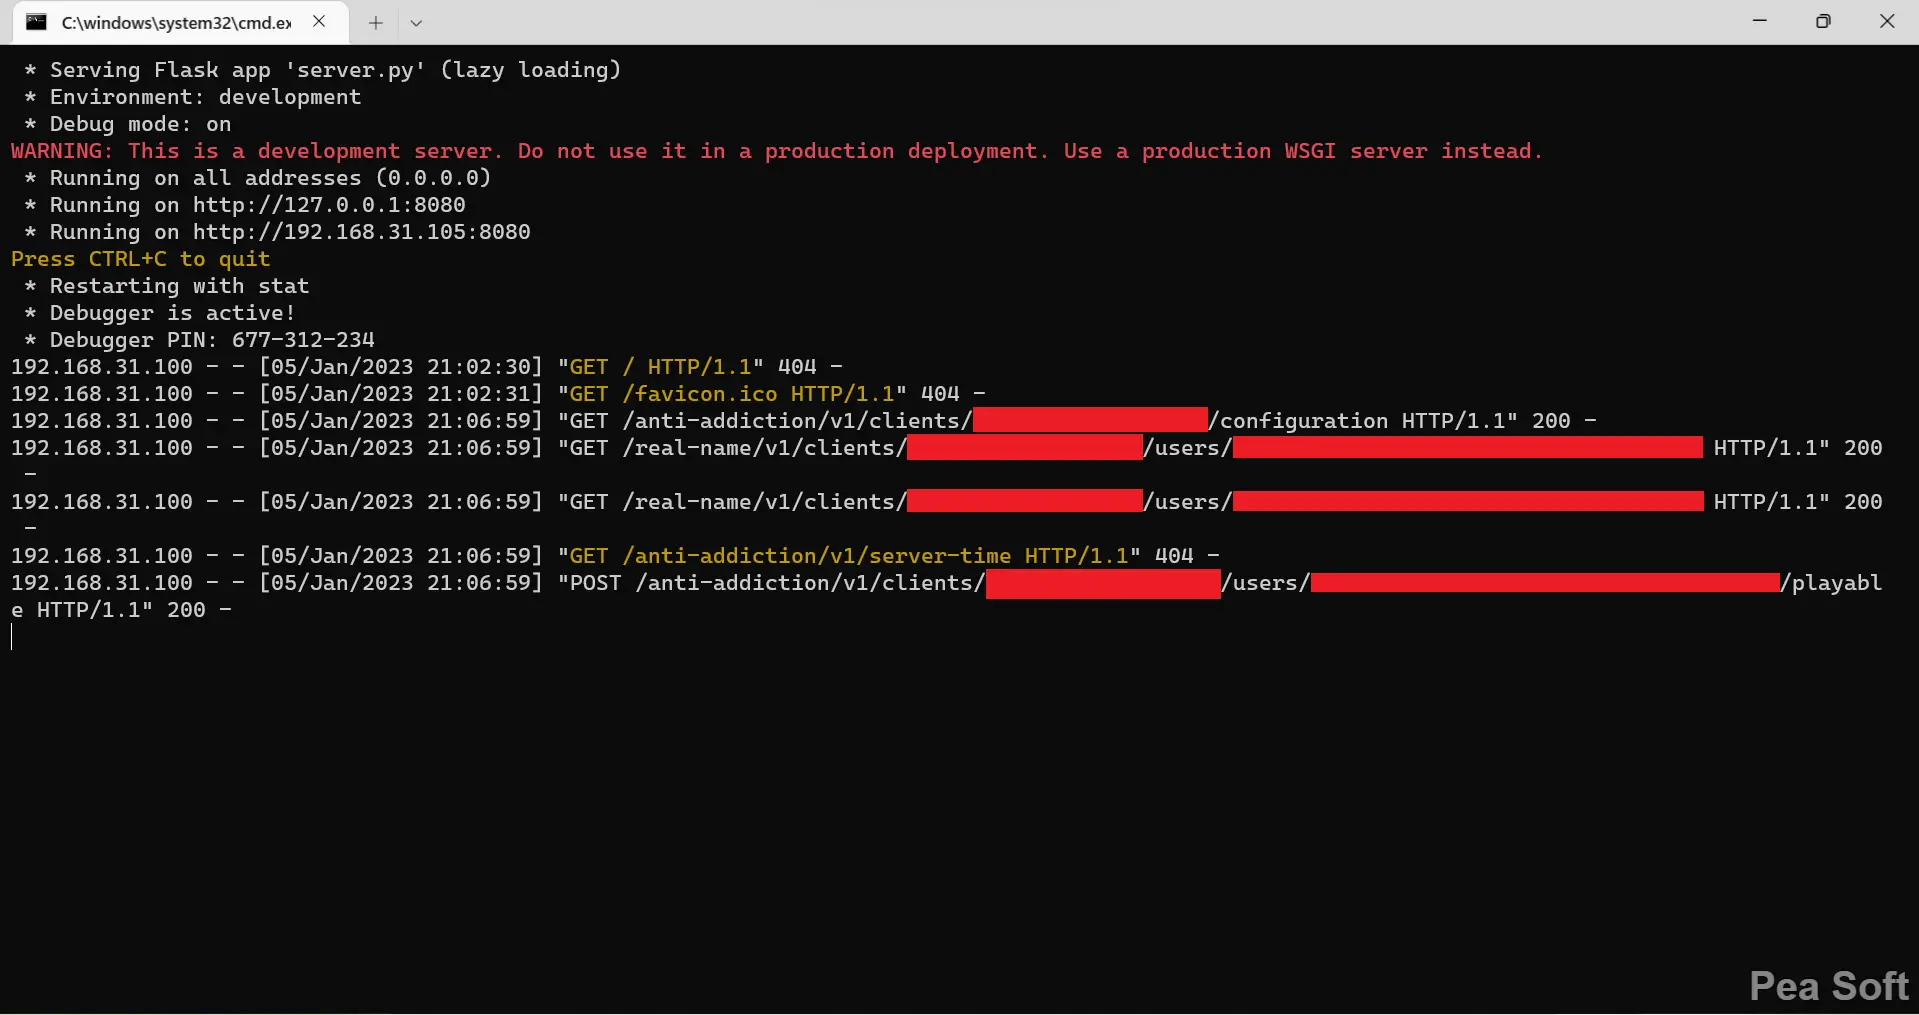 C:\windows\system32\cmd.ex
* Serving Flask app 'server.py' (lazy loading)
* Environment: development
* Debug mode: on
WARNING: This is a development server. Do not use it in a production deployment. Use a production WSGI server instead.
* Running on all addresses (0.0.0.0)
* Running on http://127.0.0.1:8080
* Running on http://192.168.31.105:8080
Press CTRL+C to quit
* Restarting with stat
* Debugger is active!
* Debugger PIN: 677-312-234
192.168.31.100 - - [05/Jan/2023 21:02:30] "GET / HTTP/1.1" 404 -
192.168.31.100 - - [05/Jan/2023 21:02:31] "GET /favicon.ico HTTP/1.1" 404 -
192.168.31.100 - - [05/Jan/2023 21:06:59] "GET /anti-addiction/v1/clients/ /configuration HTTP/1.1" 200 -
192.168.31.100 - - [05/Jan/2023 21:06:59] "GET /real-name/v1/clients/ /users/ HTTP/1.1" 200
-
192.168.31.100 - - [05/Jan/2023 21:06:59] "GET /real-name/v1/clients/ /users/ HTTP/1.1" 200
-
192.168.31.100 - - [05/Jan/2023 21:06:59] "GET /anti-addiction/v1/server-time HTTP/1.1" 404 -
192.168.31.100 - - [05/Jan/2023 21:06:59] "POST /anti-addiction/v1/clients/ /users/ /playabl
e HTTP/1.1" 200 -
Pea Soft